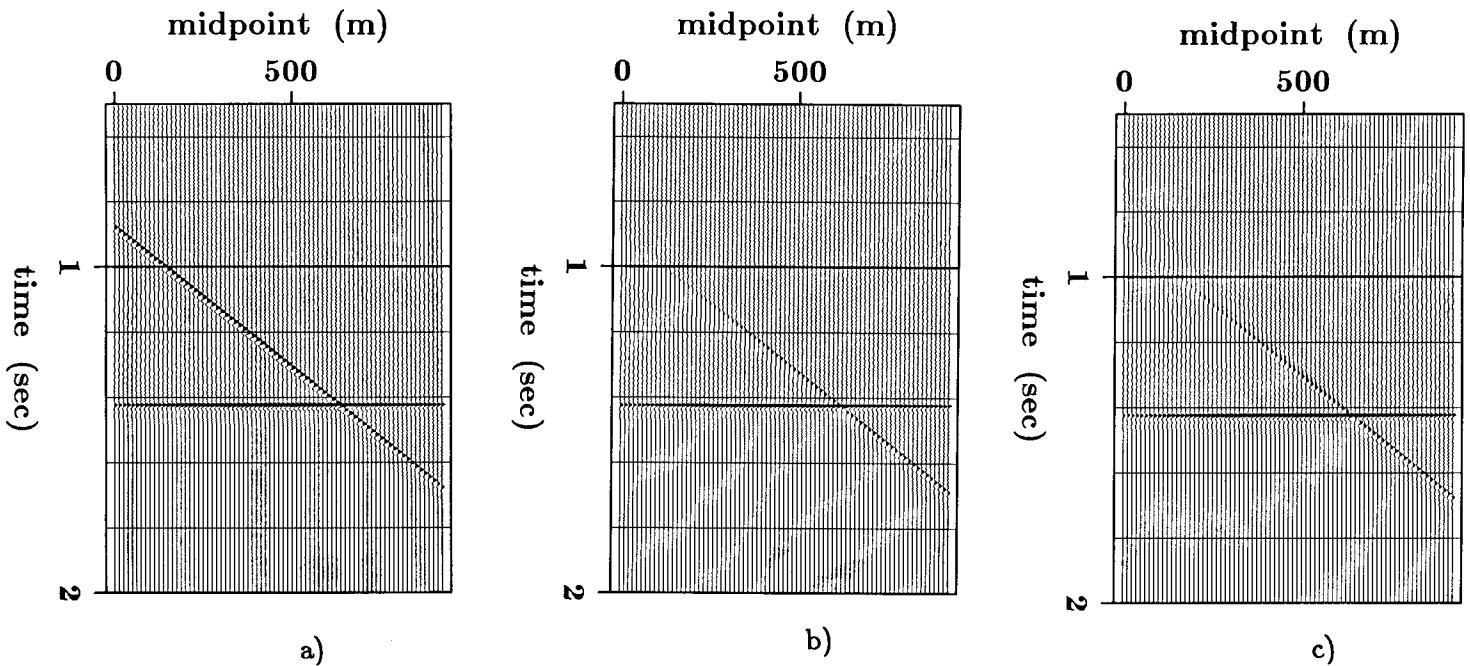 midpoint (m)
0 500
1
2
time (sec)
a)
midpoint (m)
0 500
1
2
time (sec)
b)
midpoint (m)
0 500
1
2
time (sec)
c)